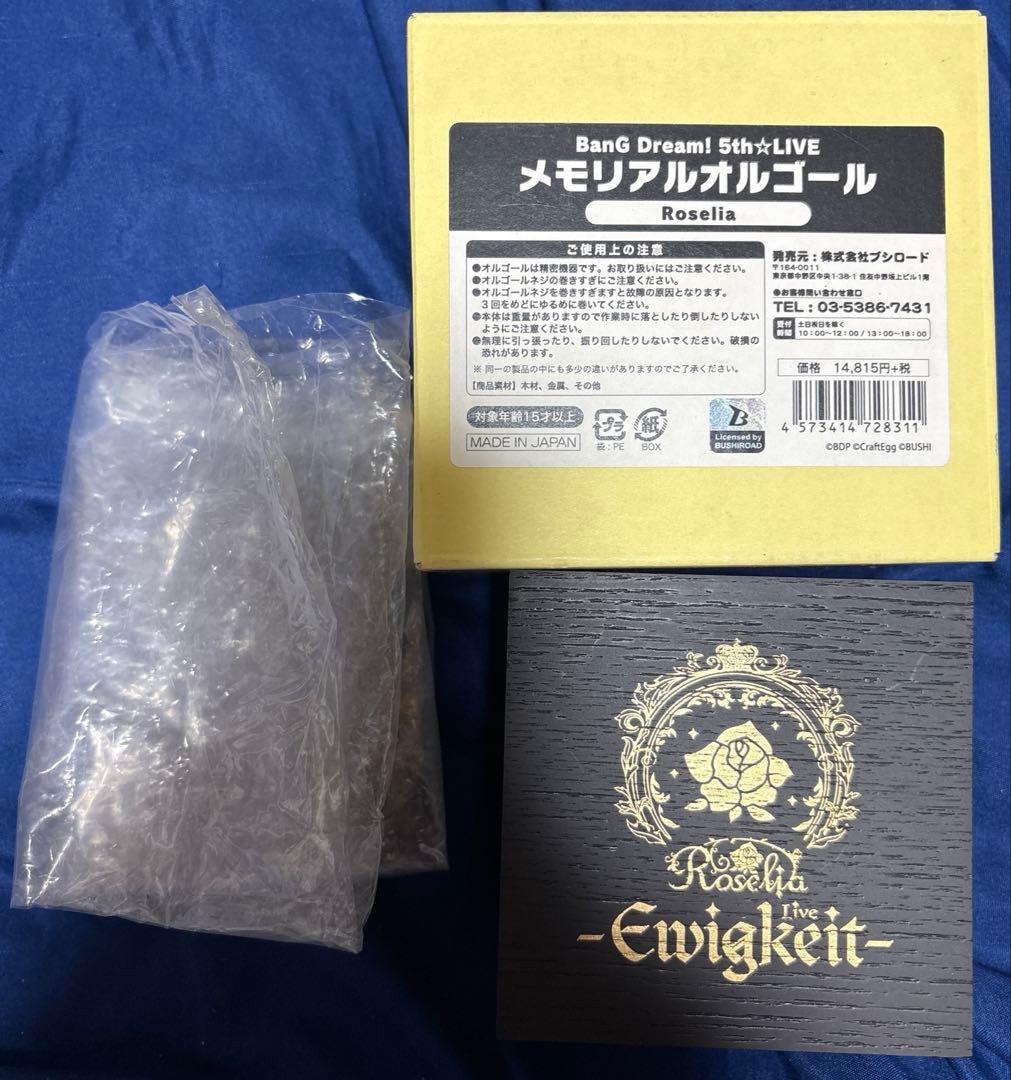 BanG Dream! 5th☆LIVE
メモリアルオルゴール
Roselia
ご使用上の注意
●オルゴールは精密機器です。お取り扱いにはご注意ください。
●オルゴールネジの巻きすぎにご注意ください。
●オルゴールネジを巻きすぎますと故障の原因となります。
3回をめどにゆるめに巻いてください。
●本体は重量がありますので作業時に落としたり倒したりしない
ようにご注意ください。
●無理に引っ張ったり、振り回したりしないでください。破損の
恐れがあります。
※ 同一の製品の中にも多少の違いがありますのでご了承ください。
【商品素材】木材、金属、その他
対象年齢15才以上
MADE IN JAPAN
プラ
袋:PE
紙
BOX
発売元:株式会社ブシロード
〒164-0011
東京都中野区中央1-38-1 住友中野坂上ビル1階
●お客様問い合わせ窓口
TEL:03-5386-7431
受付時間 土日祝日を除く
10:00〜12:00 / 13:00〜18:00
価格 14,815円+税
B
Licensed by
BUSHIROAD
4 573414 728311
©BDP ©CraftEgg ©BUSHI
Roselia
Live
-Ewigkeit-